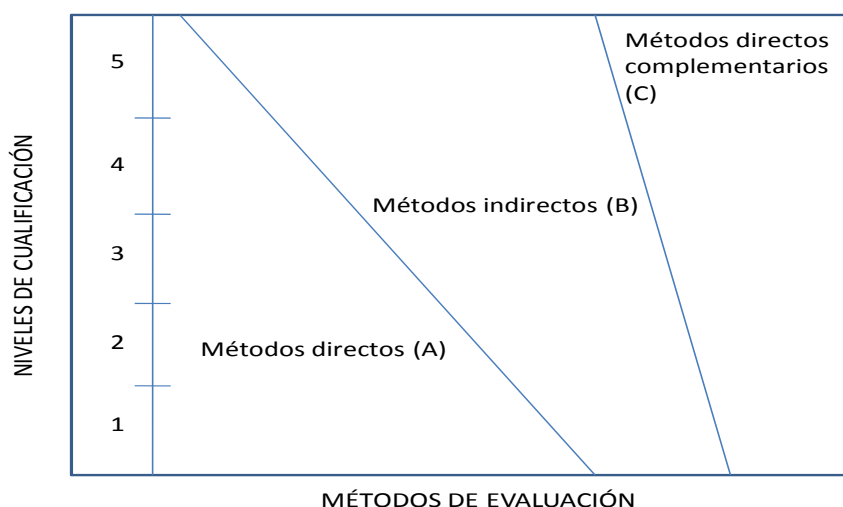 NIVELES DE CUALIFICACIÓN
5
4
3
2
1
Métodos directos
complementarios
(C)
Métodos indirectos (B)
Métodos directos (A)
MÉTODOS DE EVALUACIÓN